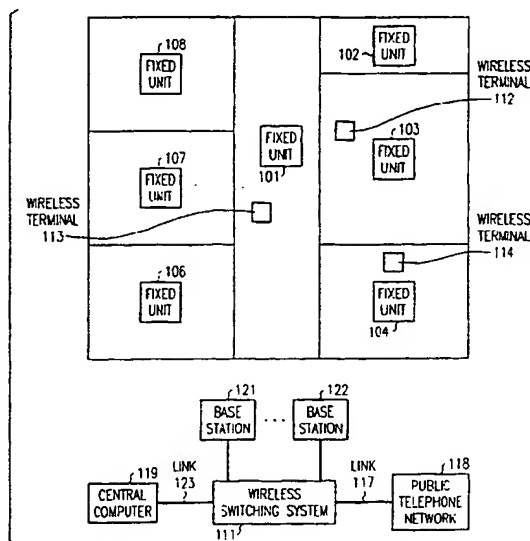 108
FIXED
UNIT
FIXED
UNIT
102
WIRELESS
TERMINAL
112
103
FIXED
UNIT
FIXED
UNIT
101
107
FIXED
UNIT
WIRELESS
TERMINAL
113
WIRELESS
TERMINAL
114
106
FIXED
UNIT
FIXED
UNIT
104
121
BASE
STATION
...
122
BASE
STATION
119
CENTRAL
COMPUTER
LINK
123
WIRELESS
SWITCHING SYSTEM
111
LINK
117
118
PUBLIC
TELEPHONE
NETWORK